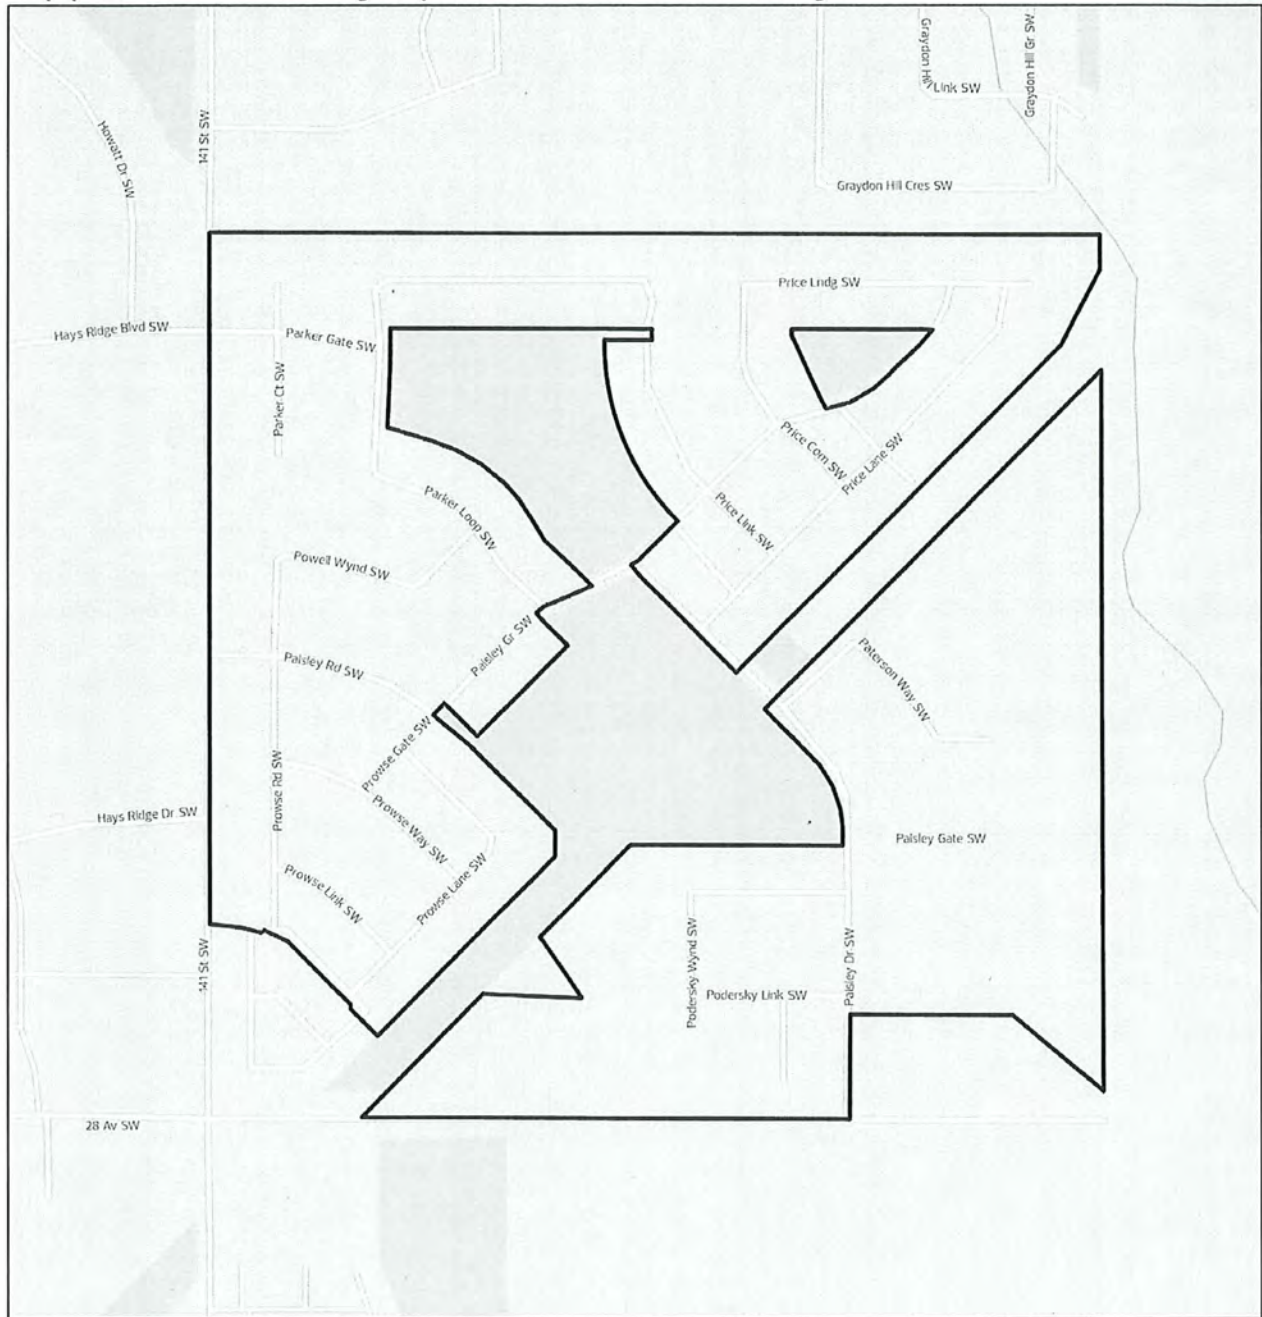 Graydon Hill
Link SW
Graydon Hill Gr SW
141 St SW
Howatt Dr SW
Graydon Hill Cres SW
Price Lndg SW
Hays Ridge Blvd SW
Parker Gate SW
Parker Ct SW
Price Com SW
Price Lane SW
Parker Loop SW
Price Link SW
Powell Wynd SW
Paisley Gr SW
Paisley Rd SW
Paterson Way SW
Prowse Gate SW
Prowse Rd SW
Hays Ridge Dr SW
Prowse Way SW
Paisley Gate SW
Prowse Lane SW
Prowse Link SW
141 St SW
Podersky Wynd SW
Paisley Dr SW
Podersky Link SW
28 Av SW